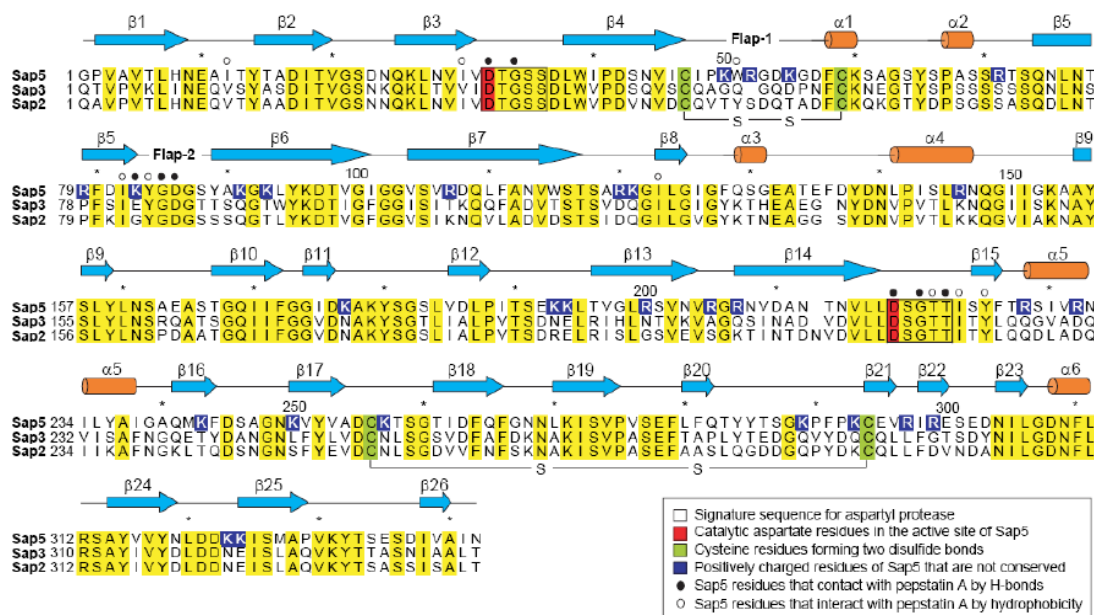 β1 β2 β3 β4 Flap-1 α1 α2 β5
50
Sap5 1 GPVAVTLHNEAITYTADITVGSDNQKLNVIVDTGSSDLWIPDSNVICIPKWRGDKGDFCKSAGSYSPASSRTSQNLNT
Sap3 1 QTVPVKLINEQVSYASDITVGSNKQKLTVVIDTGSSDLWVPDSQVSCQAGQ GQDPNFCKNEGTYSPSSSSSSQNLNS
Sap2 1 QAVPVTLHNEQVTYAADITVGSNNQKLNVIVDTGSSDLWVPDVNVDCQVTYSDQTADFCKQKGTYDPSGSSASQDLNT
S S
β5 Flap-2 β6 β7 β8 α3 α4 β9
100 150
Sap5 79 RFDIKYGDGSYAKGKLYKDTVGIGGVSVRDQLFANVWSTSARKGILGIGFQSGEATEFDYDNLPISLRNQGIIGKAAY
Sap3 78 PFSIEYGDGTTSQGTWYKDTIGFGGISITKQQFADVTSTSVDQGILGIGYKTHEAEG NYDNVPVTLKNQGIISKNAY
Sap2 79 PFKIGYGDGSSSQGTLYKDTVGFGGVSIKNQVLADVDSTSIDQGILGVGYKTNEAGG SYDNVPVTLKKQGVIAKNAY
β9 β10 β11 β12 β13 β14 β15 α5
200
Sap5 157 SLYLNSAEASTGQIIFGGIDKAKYSGSLVDLPITSEKKLTVGLRSVNVRGRNVDAN TNVLLDSGTTISYFTRSIVRN
Sap3 155 SLYLNSRQATSGQIIFGGVDNAKYSGTLIALPVTSDNELRIHLNTVKVAGQSINAD VDVLLDSGTTITYLQQGVADQ
Sap2 156 SLYLNSPDAATGQIIFGGVDNAKYSGSLIALPVTSDRELRISLGSVEVSGKTINTDNVDVLLDSGTTITYLQQDLADQ
α5 β16 β17 β18 β19 β20 β21 β22 β23 α6
250 300
Sap5 234 ILYAIGAQMKFDSAGNKVYVADCKTSGTIDFQFGNNLKISVPVSEFLFQTYYTSGKPFPKCEVRIRESEDNILGDNFL
Sap3 232 VISAFNGQETYDANGNLFYLVDCNLSGSVDFAFDKNAKISVPASEFTAPLYTEDGQVYDQCQLLFGTSDYNILGDNFL
Sap2 234 IIKAFNGKLTQDSNGNSFYEVDCNLSGDVVFNFSKNAKISVPASEFAASLQGDDGQPYDKCQLLFDVNDANILGDNFL
S S
β24 β25 β26
Sap5 312 RSAYVVYNLDDKKISMAPVKYTSESDIVAIN
Sap3 310 RSAYIVYDLDDNEISLAQVKYTTASNIAALT
Sap2 312 RSAYIVYDLDDNEISLAQVKYTSASSISALT
Signature sequence for aspartyl protease
Catalytic aspartate residues in the active site of Sap5
Cysteine residues forming two disulfide bonds
Positively charged residues of Sap5 that are not conserved
Sap5 residues that contact with pepstatin A by H-bonds
Sap5 residues that interact with pepstatin A by hydrophobicity